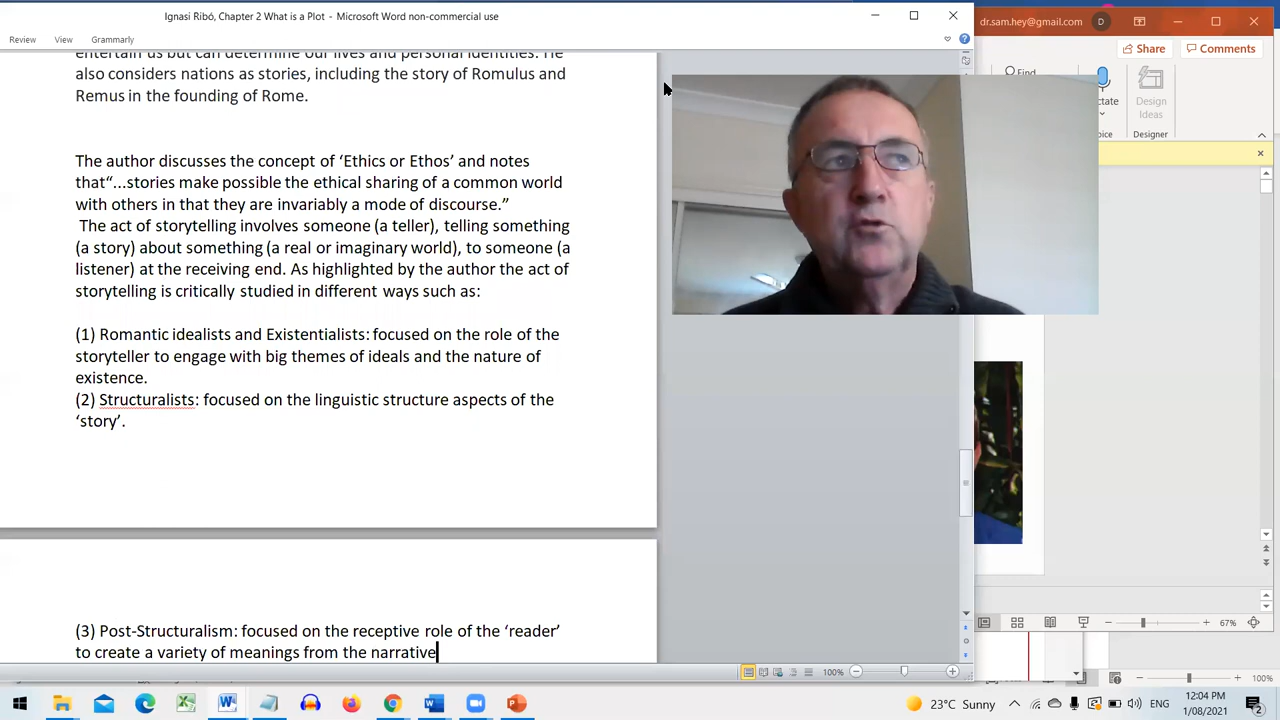 Ignasi Ribó, Chapter 2 What is a Plot - Microsoft Word non-commercial use
dr.sam.hey@gmail.com
D
Review View Grammarly
Share
Comments
Find
Design
Ideas
Designer
entertain us but can determine our lives and personal identities. He
also considers nations as stories, including the story of Romulus and
Remus in the founding of Rome.
The author discusses the concept of ‘Ethics or Ethos’ and notes
that“...stories make possible the ethical sharing of a common world
with others in that they are invariably a mode of discourse.”
The act of storytelling involves someone (a teller), telling something
(a story) about something (a real or imaginary world), to someone (a
listener) at the receiving end. As highlighted by the author the act of
storytelling is critically studied in different ways such as:
(1) Romantic idealists and Existentialists: focused on the role of the
storyteller to engage with big themes of ideals and the nature of
existence.
(2) Structuralists: focused on the linguistic structure aspects of the
‘story’.
(3) Post-Structuralism: focused on the receptive role of the ‘reader’
to create a variety of meanings from the narrative
67%
100%
100%
23°C Sunny
ENG
12:04 PM
1/08/2021
2